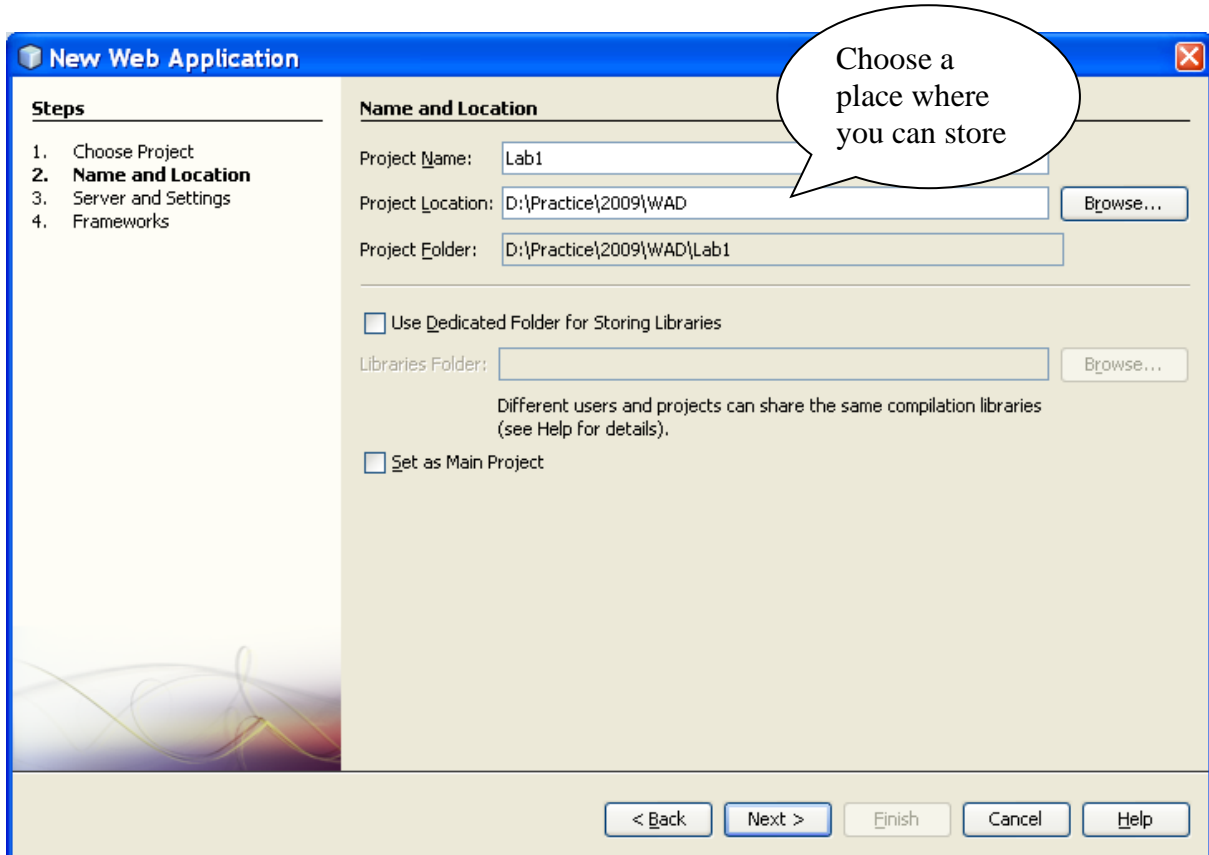 New Web Application
Choose a
place where
you can store
Steps
1. Choose Project
2. Name and Location
3. Server and Settings
4. Frameworks
Name and Location
Project Name: Lab1
Project Location: D:\Practice\2009\WAD Browse...
Project Folder: D:\Practice\2009\WAD\Lab1
Use Dedicated Folder for Storing Libraries
Libraries Folder: Browse...
Different users and projects can share the same compilation libraries
(see Help for details).
Set as Main Project
< Back Next > Finish Cancel Help